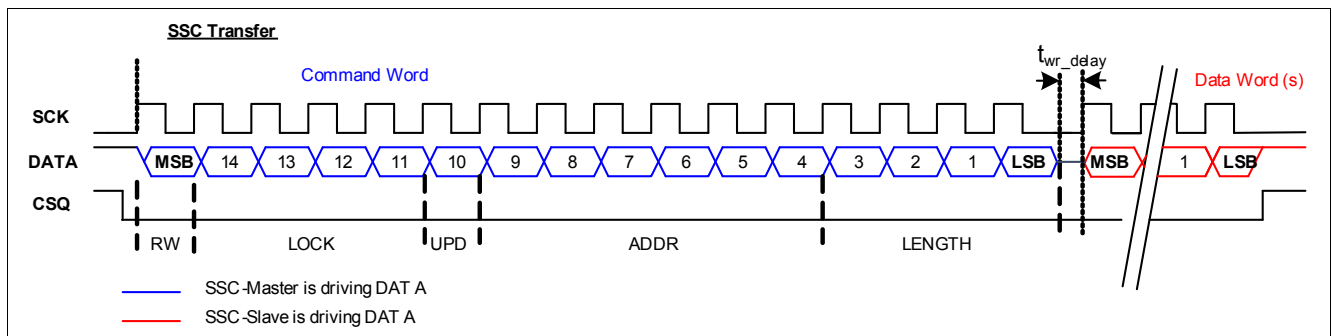 SSC Transfer
Command Word
t wr_delay
Data Word (s)
SCK
DATA MSB 14 13 12 11 10 9 8 7 6 5 4 3 2 1 LSB MSB 1 LSB
CSQ
RW LOCK UPD ADDR LENGTH
SSC-Master is driving DAT A
SSC-Slave is driving DAT A